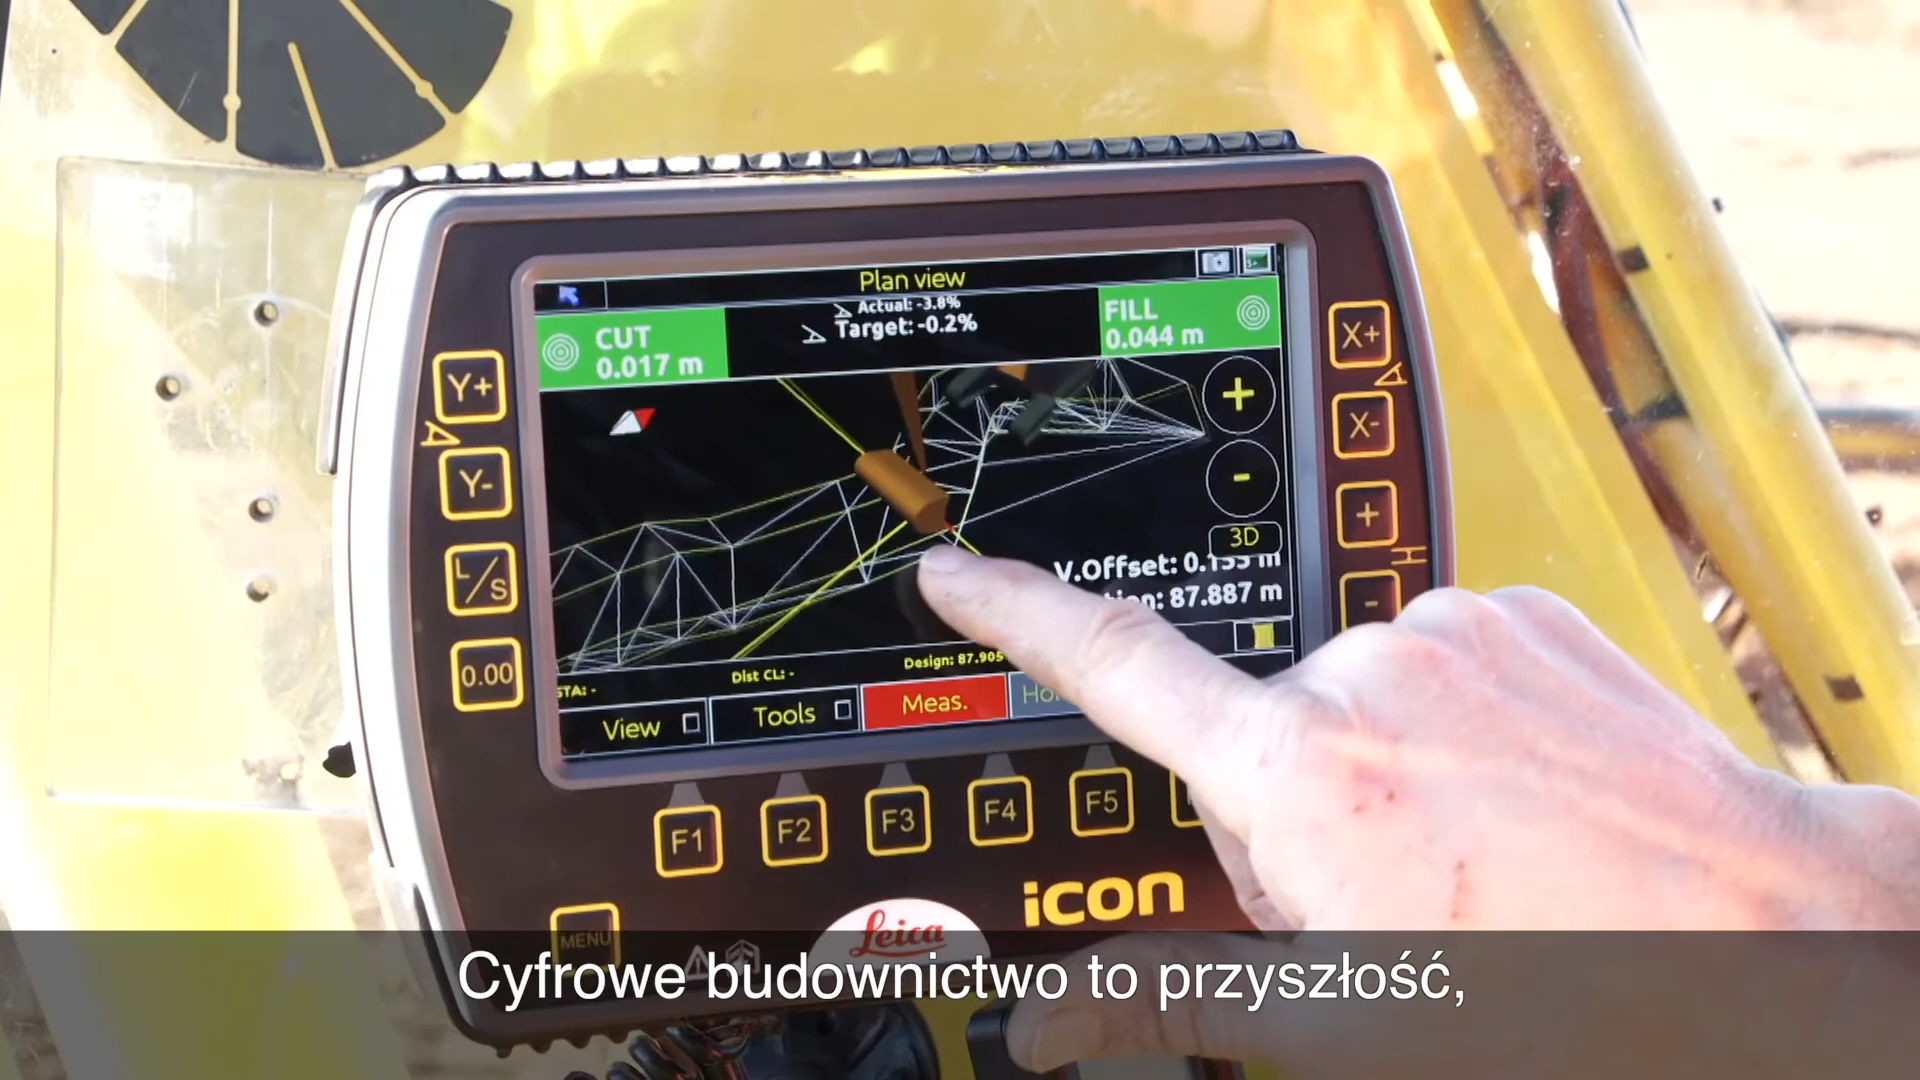 Plan view
Actual: -3.8%
Target: -0.2%
CUT
0.017 m
FILL
0.044 m
+
-
3D
V.Offset: 0.155 m
87.887 m
STA: -
Dist CL: -
Design: 87.905
View
Tools
Meas.
Y+
Y-
L/S
0.00
X+
X-
+
-
F1
F2
F3
F4
F5
MENU
iCON
Leica
Cyfrowe budownictwo to przyszłość,